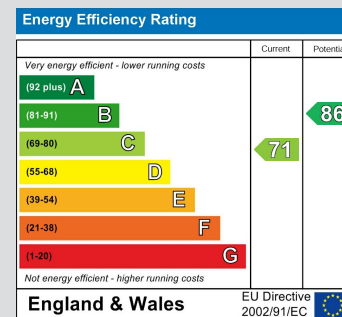 Energy Efficiency Rating
Current
Very energy efficient - lower running costs
(92 plus) A
(81-91) B
86
(69-80) C
71
(55-68) D
(39-54) E
(21-38) F
(1-20) G
Not energy efficient - higher running costs
England & Wales
EU Directive
2002/91/EC